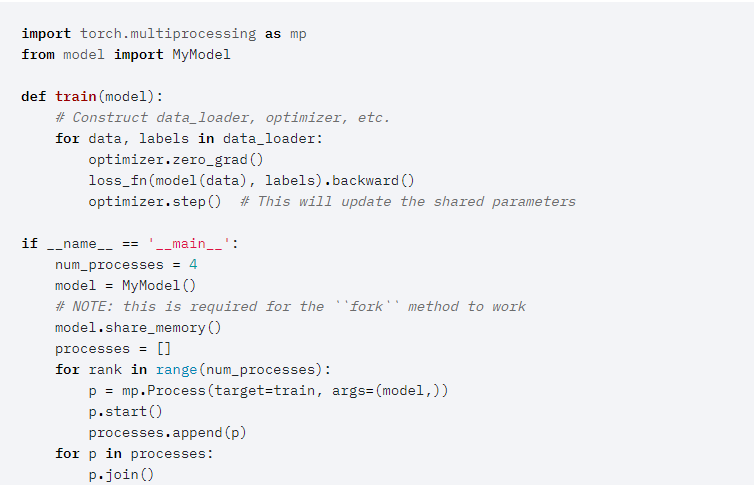 import torch.multiprocessing as mp
from model import MyModel

def train(model):
    # Construct data_loader, optimizer, etc.
    for data, labels in data_loader:
        optimizer.zero_grad()
        loss_fn(model(data), labels).backward()
        optimizer.step()  # This will update the shared parameters

if __name__ == '__main__':
    num_processes = 4
    model = MyModel()
    # NOTE: this is required for the ``fork`` method to work
    model.share_memory()
    processes = []
    for rank in range(num_processes):
        p = mp.Process(target=train, args=(model,))
        p.start()
        processes.append(p)
    for p in processes:
        p.join()